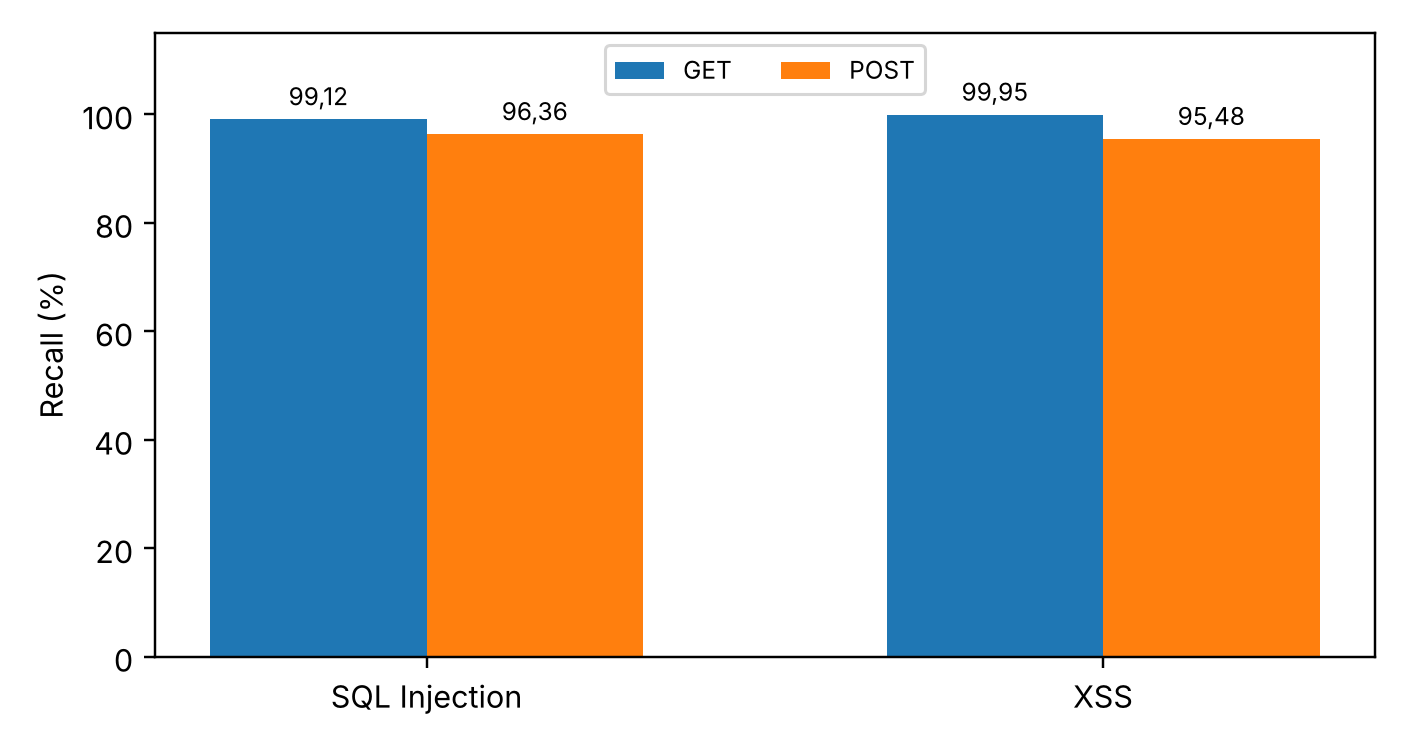 GET POST
99,12 96,36 99,95 95,48
100
80
60
40
20
0
Recall (%)
SQL Injection XSS